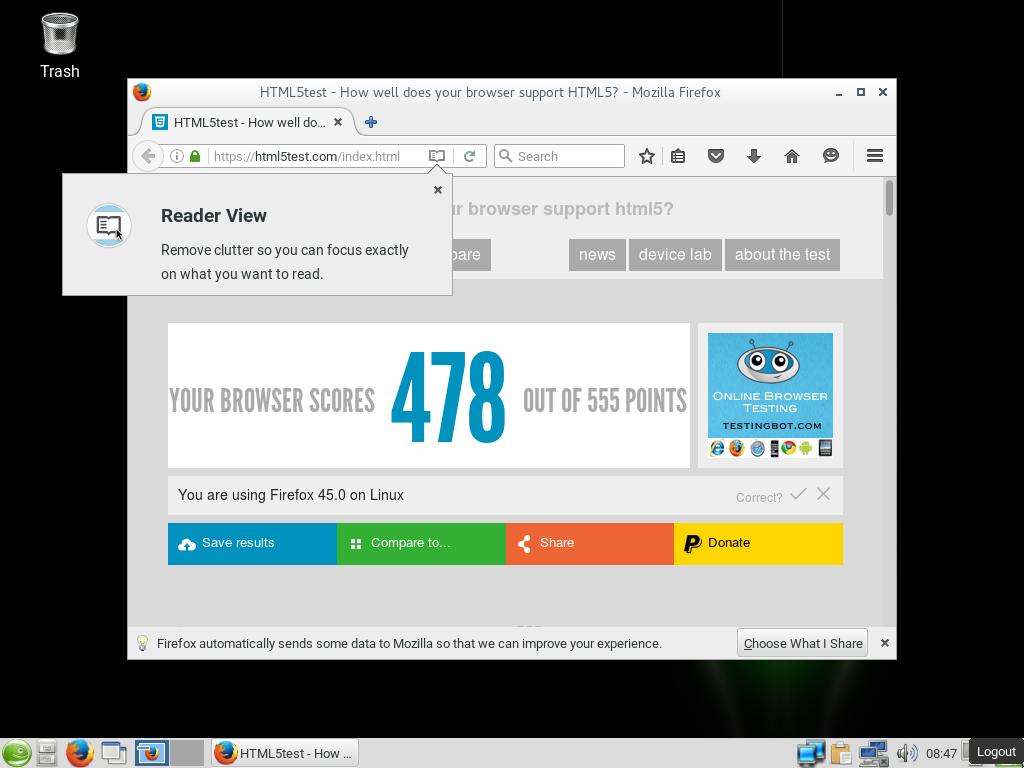 Trash
HTML5test - How well does your browser support HTML5? - Mozilla Firefox
HTML5test - How well do...
https://html5test.com/index.html
Search
Reader View
Remove clutter so you can focus exactly
on what you want to read.
r browser support html5?
pare
news
device lab
about the test
YOUR BROWSER SCORES 478 OUT OF 555 POINTS
ONLINE BROWSER
TESTING
TESTINGBOT.COM
You are using Firefox 45.0 on Linux
Correct?
Save results
Compare to...
Share
Donate
Firefox automatically sends some data to Mozilla so that we can improve your experience.
Choose What I Share
HTML5test - How ...
08:47
Logout